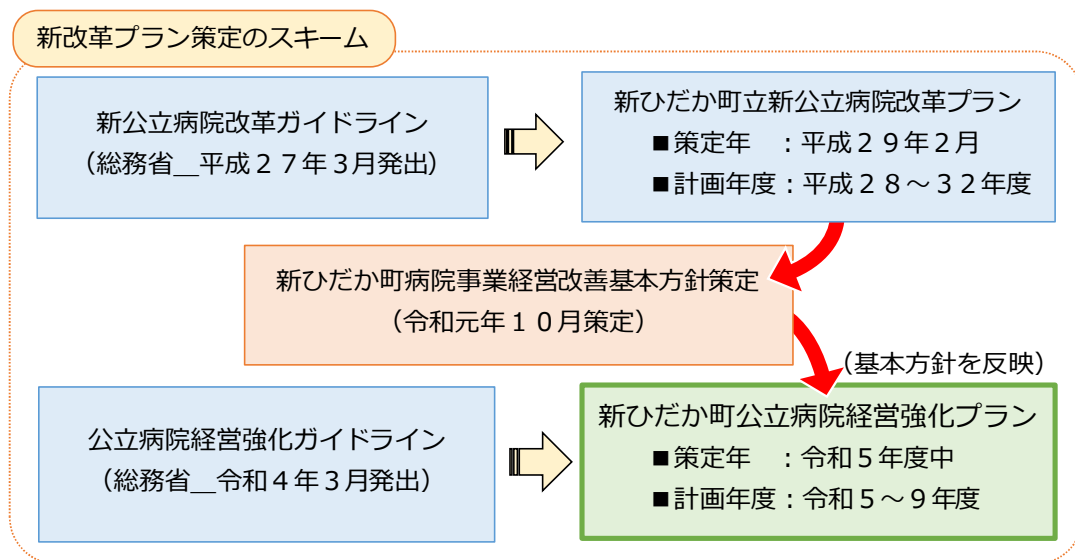 新改革プラン策定のスキーム
新公立病院改革ガイドライン
（総務省__平成２７年３月発出）
新ひだか町立新公立病院改革プラン
■策定年　：平成２９年２月
■計画年度：平成２８～３２年度
新ひだか町病院事業経営改善基本方針策定
（令和元年１０月策定）
（基本方針を反映）
公立病院経営強化ガイドライン
（総務省__令和４年３月発出）
新ひだか町公立病院経営強化プラン
■策定年　：令和５年度中
■計画年度：令和５～９年度